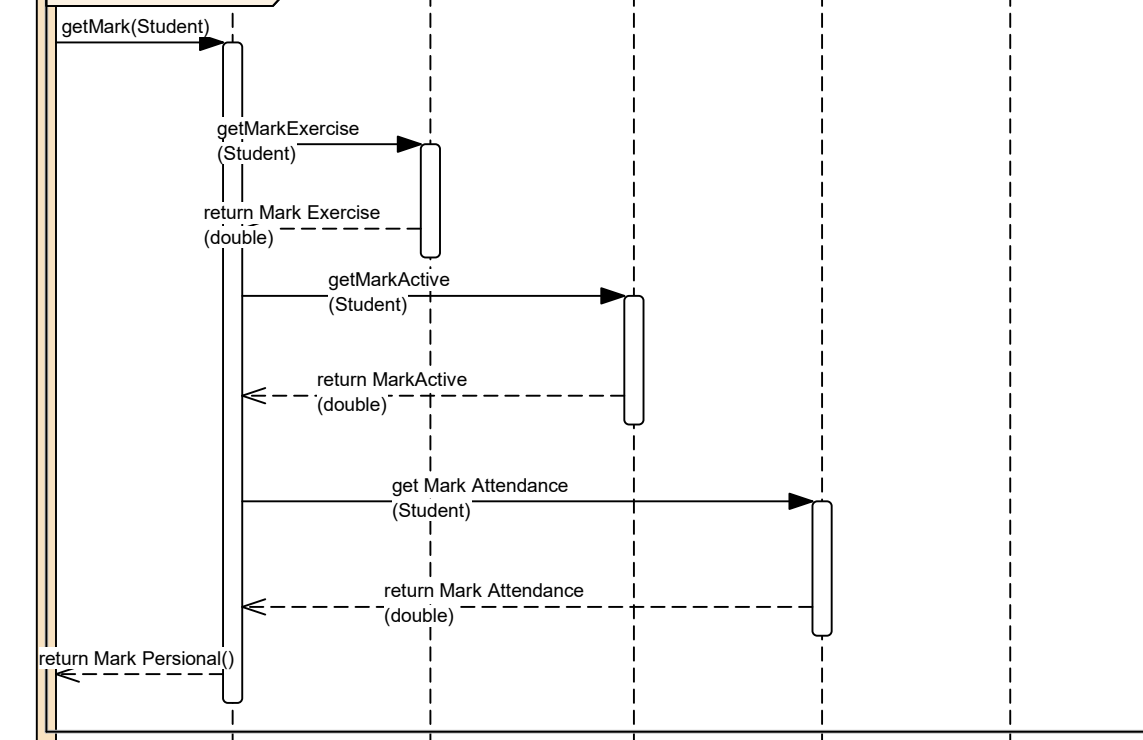 getMark(Student)
getMarkExercise
(Student)
return Mark Exercise
(double)
getMarkActive
(Student)
return MarkActive
(double)
get Mark Attendance
(Student)
return Mark Attendance
(double)
return Mark Persional()